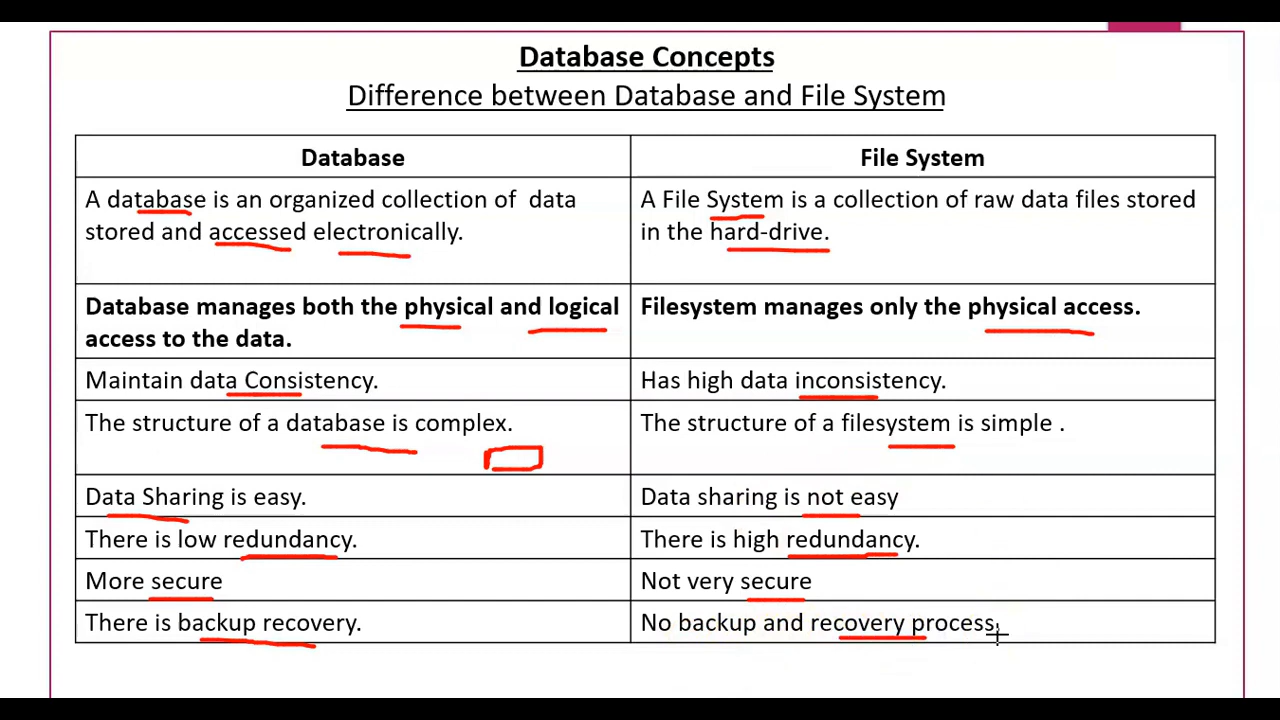 Database Concepts
Difference between Database and File System
Database
File System
A database is an organized collection of data
stored and accessed electronically.
A File System is a collection of raw data files stored
in the hard-drive.
Database manages both the physical and logical
access to the data.
Filesystem manages only the physical access.
Maintain data Consistency.
Has high data inconsistency.
The structure of a database is complex.
The structure of a filesystem is simple .
Data Sharing is easy.
Data sharing is not easy
There is low redundancy.
There is high redundancy.
More secure
Not very secure
There is backup recovery.
No backup and recovery process.